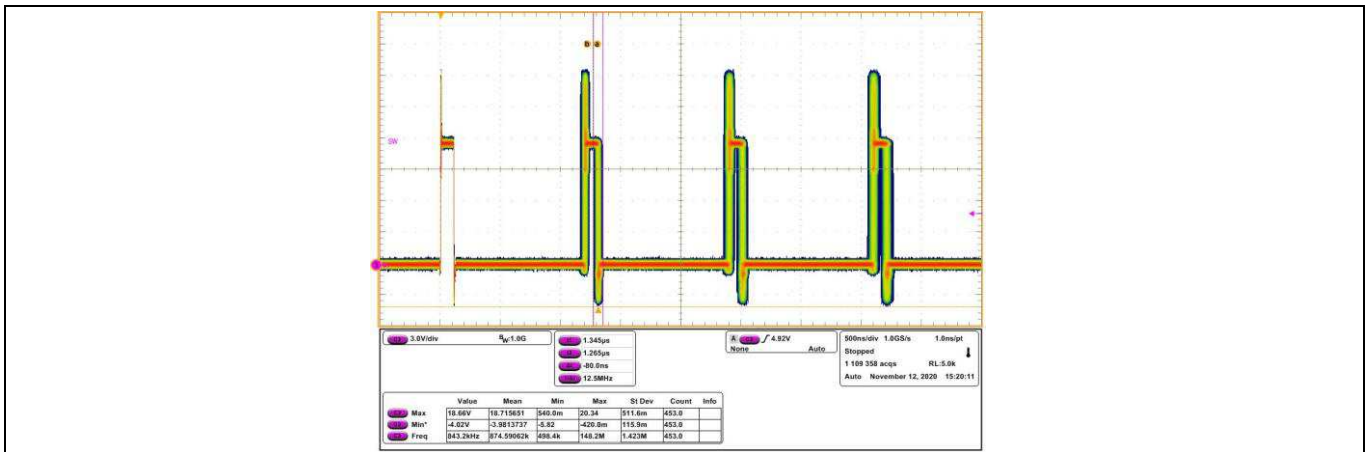 b a
SW
3.0V/div BW:1.0G
1.345µs
1.265µs
-80.0ns
12.5MHz
A 4.92V
None Auto
500ns/div 1.0GS/s 1.0ns/pt
Stopped
1 109 358 acqs RL:5.0k
Auto November 12, 2020 15:20:11
Value Mean Min Max St Dev Count Info
Max 18.66V 18.715651 540.0m 20.34 511.6m 453.0
Min* -4.02V -3.9813737 -5.82 -420.0m 115.9m 453.0
Freq 843.2kHz 874.59062k 498.4k 148.2M 1.423M 453.0